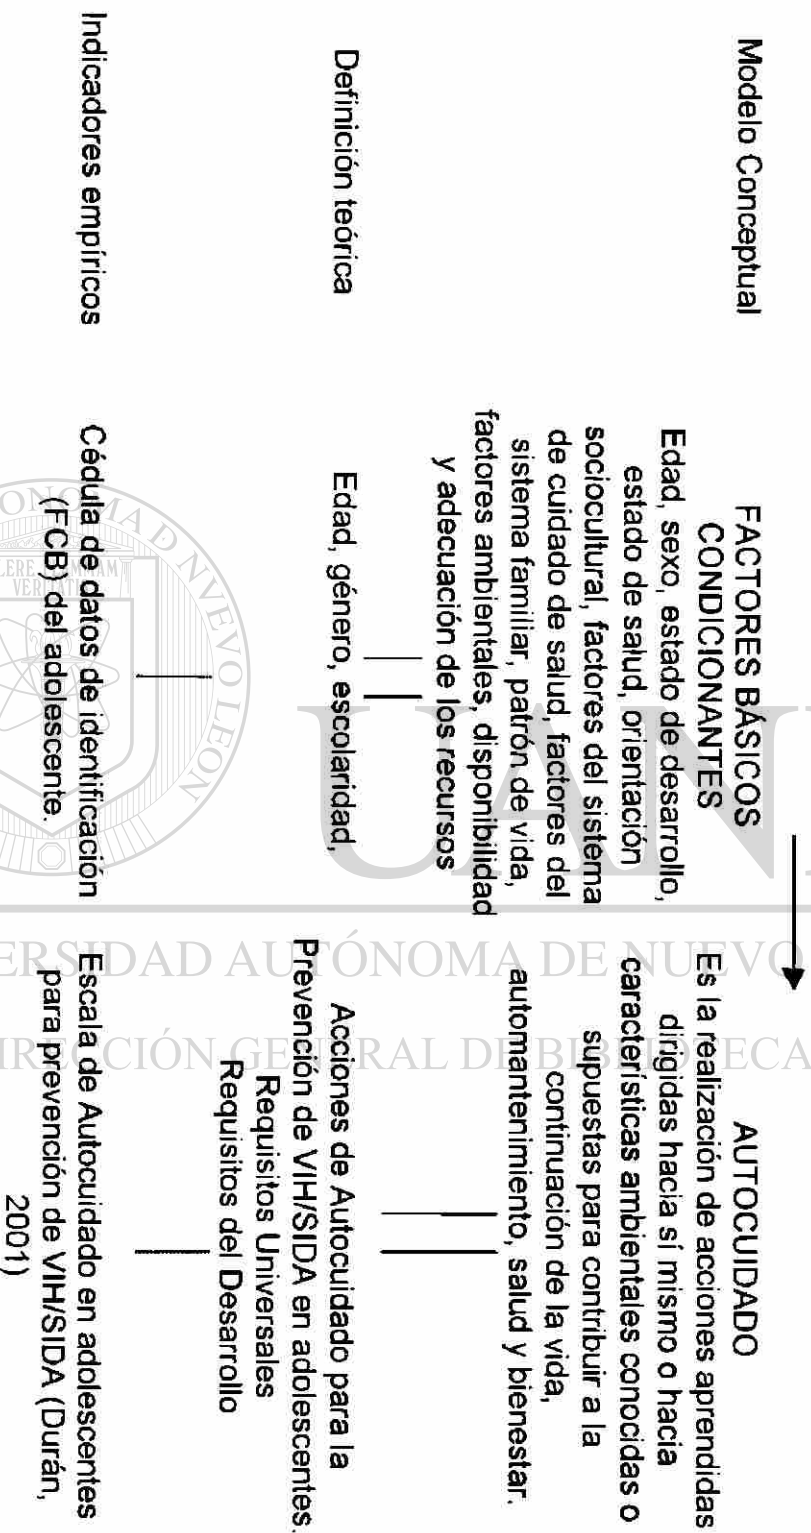 Modelo Conceptual
FACTORES BÁSICOS
CONDICIONANTES
Edad, sexo, estado de desarrollo,
estado de salud, orientación
sociocultural, factores del sistema
de cuidado de salud, factores del
sistema familiar, patrón de vida,
factores ambientales, disponibilidad
y adecuación de los recursos
AUTOCUIDADO
Es la realización de acciones aprendidas
dirigidas hacia sí mismo o hacia
características ambientales conocidas o
supuestas para contribuir a la
continuación de la vida,
automantenimiento, salud y bienestar.
Definición teórica
Edad, género, escolaridad,
Acciones de Autocuidado para la
Prevención de VIH/SIDA en adolescentes.
Requisitos Universales
Requisitos del Desarrollo
Indicadores empíricos
Cédula de datos de identificación
(FCB) del adolescente.
Escala de Autocuidado en adolescentes
para prevención de VIH/SIDA (Durán,
2001)
UAN
ERSIDAD AUTÓNOMA DE NUEVO
DIRECCIÓN GENERAL DE BIBLIOTECA